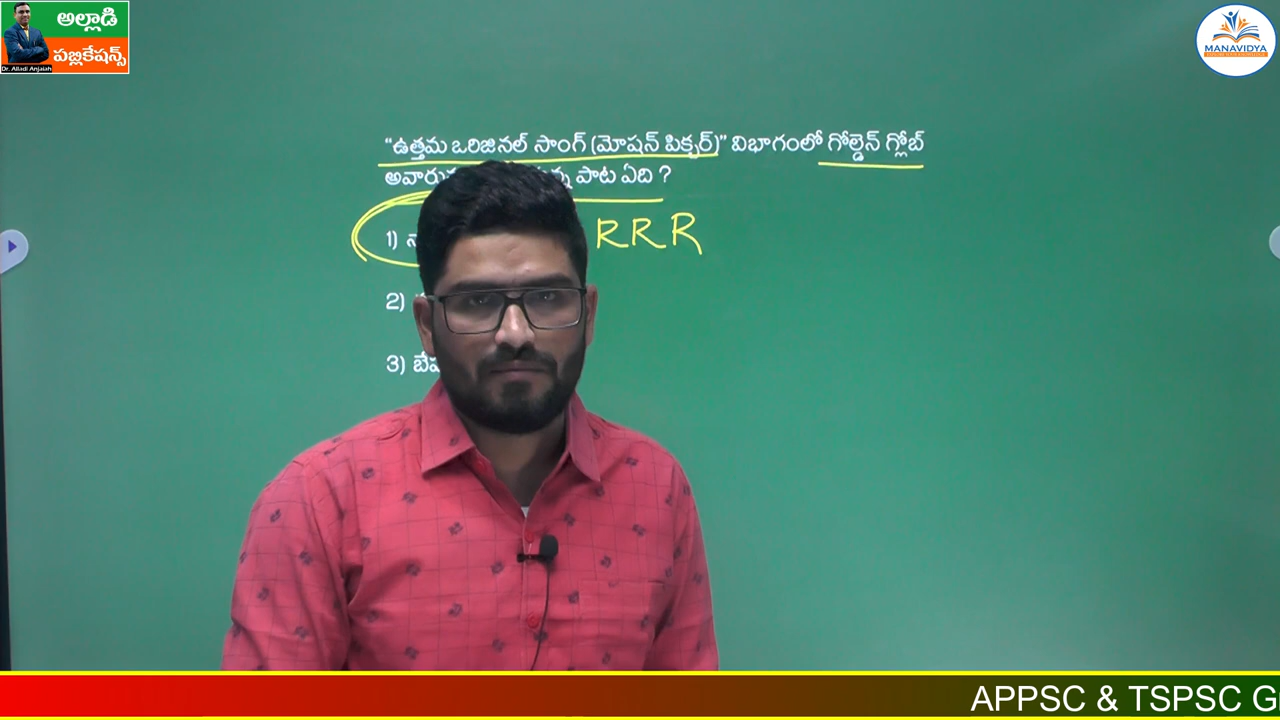 అల్లాడి
పబ్లికేషన్స్
Dr. Alladi Anjaiah
MANAVIDYA
"ఉత్తమ ఒరిజినల్ సాంగ్ (మోషన్ పిక్చర్)" విభాగంలో గోల్డెన్ గ్లోబ్
పాట ఏది ?
1)
RRR
2)
3)
APPSC & TSPSC G